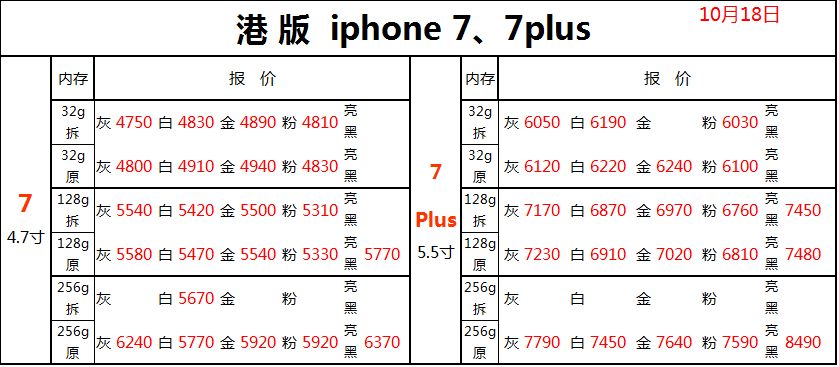 港 版 iphone 7、7plus 10月18日
内存 报 价 内存 报 价
32g拆 灰 4750 白 4830 金 4890 粉 4810 亮黑 32g拆 灰 6050 白 6190 金 粉 6030 亮黑
32g原 灰 4800 白 4910 金 4940 粉 4830 亮黑 32g原 灰 6120 白 6220 金 6240 粉 6100 亮黑
7 4.7寸 7 Plus 5.5寸
128g拆 灰 5540 白 5420 金 5500 粉 5310 亮黑 128g拆 灰 7170 白 6870 金 6970 粉 6760 亮黑 7450
128g原 灰 5580 白 5470 金 5540 粉 5330 亮黑 5770 128g原 灰 7230 白 6910 金 7020 粉 6810 亮黑 7480
256g拆 灰 白 5670 金 粉 亮黑 256g拆 灰 白 金 粉 亮黑
256g原 灰 6240 白 5770 金 5920 粉 5920 亮黑 6370 256g原 灰 7790 白 7450 金 7640 粉 7590 亮黑 8490